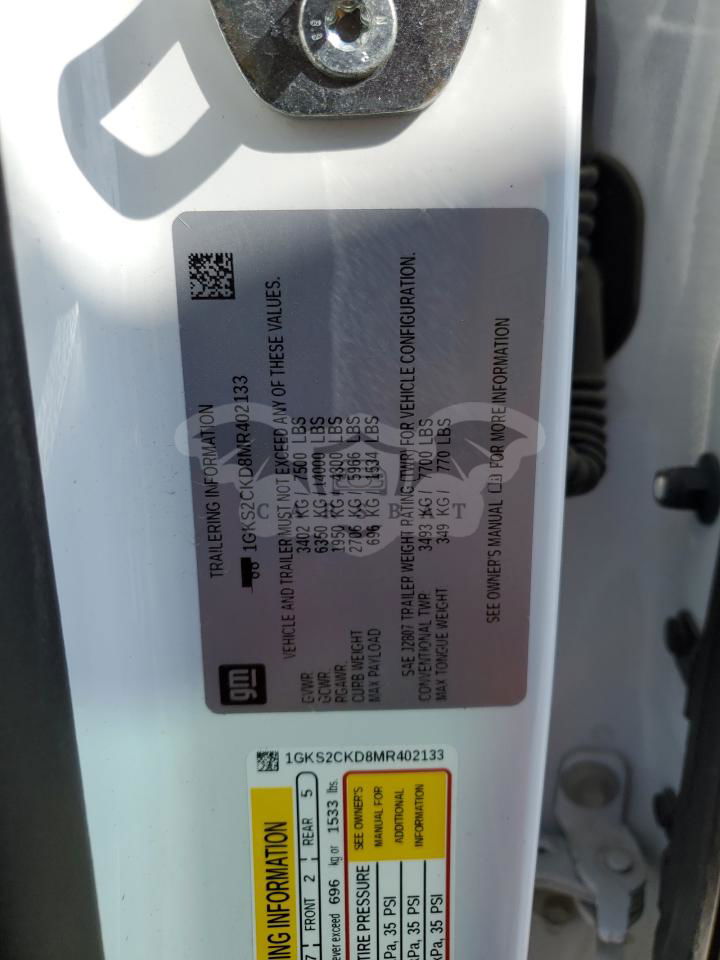 TRAILERING INFORMATION
1GKS2CKD8MR402133
VEHICLE AND TRAILER MUST NOT EXCEED ANY OF THESE VALUES.
GVWR 3402 KG / 7500 LBS
GCWR 6350 KG / 14000 LBS
RGAWR 1950 KG / 4300 LBS
CURB WEIGHT 2706 KG / 5966 LBS
MAX PAYLOAD 696 KG / 1534 LBS
SAE J2807 TRAILER WEIGHT RATING (TWR) FOR VEHICLE CONFIGURATION.
CONVENTIONAL TWR 3493 KG / 7700 LBS
MAX TONGUE WEIGHT 349 KG / 770 LBS
SEE OWNER'S MANUAL FOR MORE INFORMATION
gm
1GKS2CKD8MR402133
ING INFORMATION
7 FRONT 2 REAR 5
ever exceed 696 kg or 1533 lbs.
TIRE PRESSURE
SEE OWNER'S
MANUAL FOR
ADDITIONAL
INFORMATION
kPa, 35 PSI
kPa, 35 PSI
kPa, 35 PSI